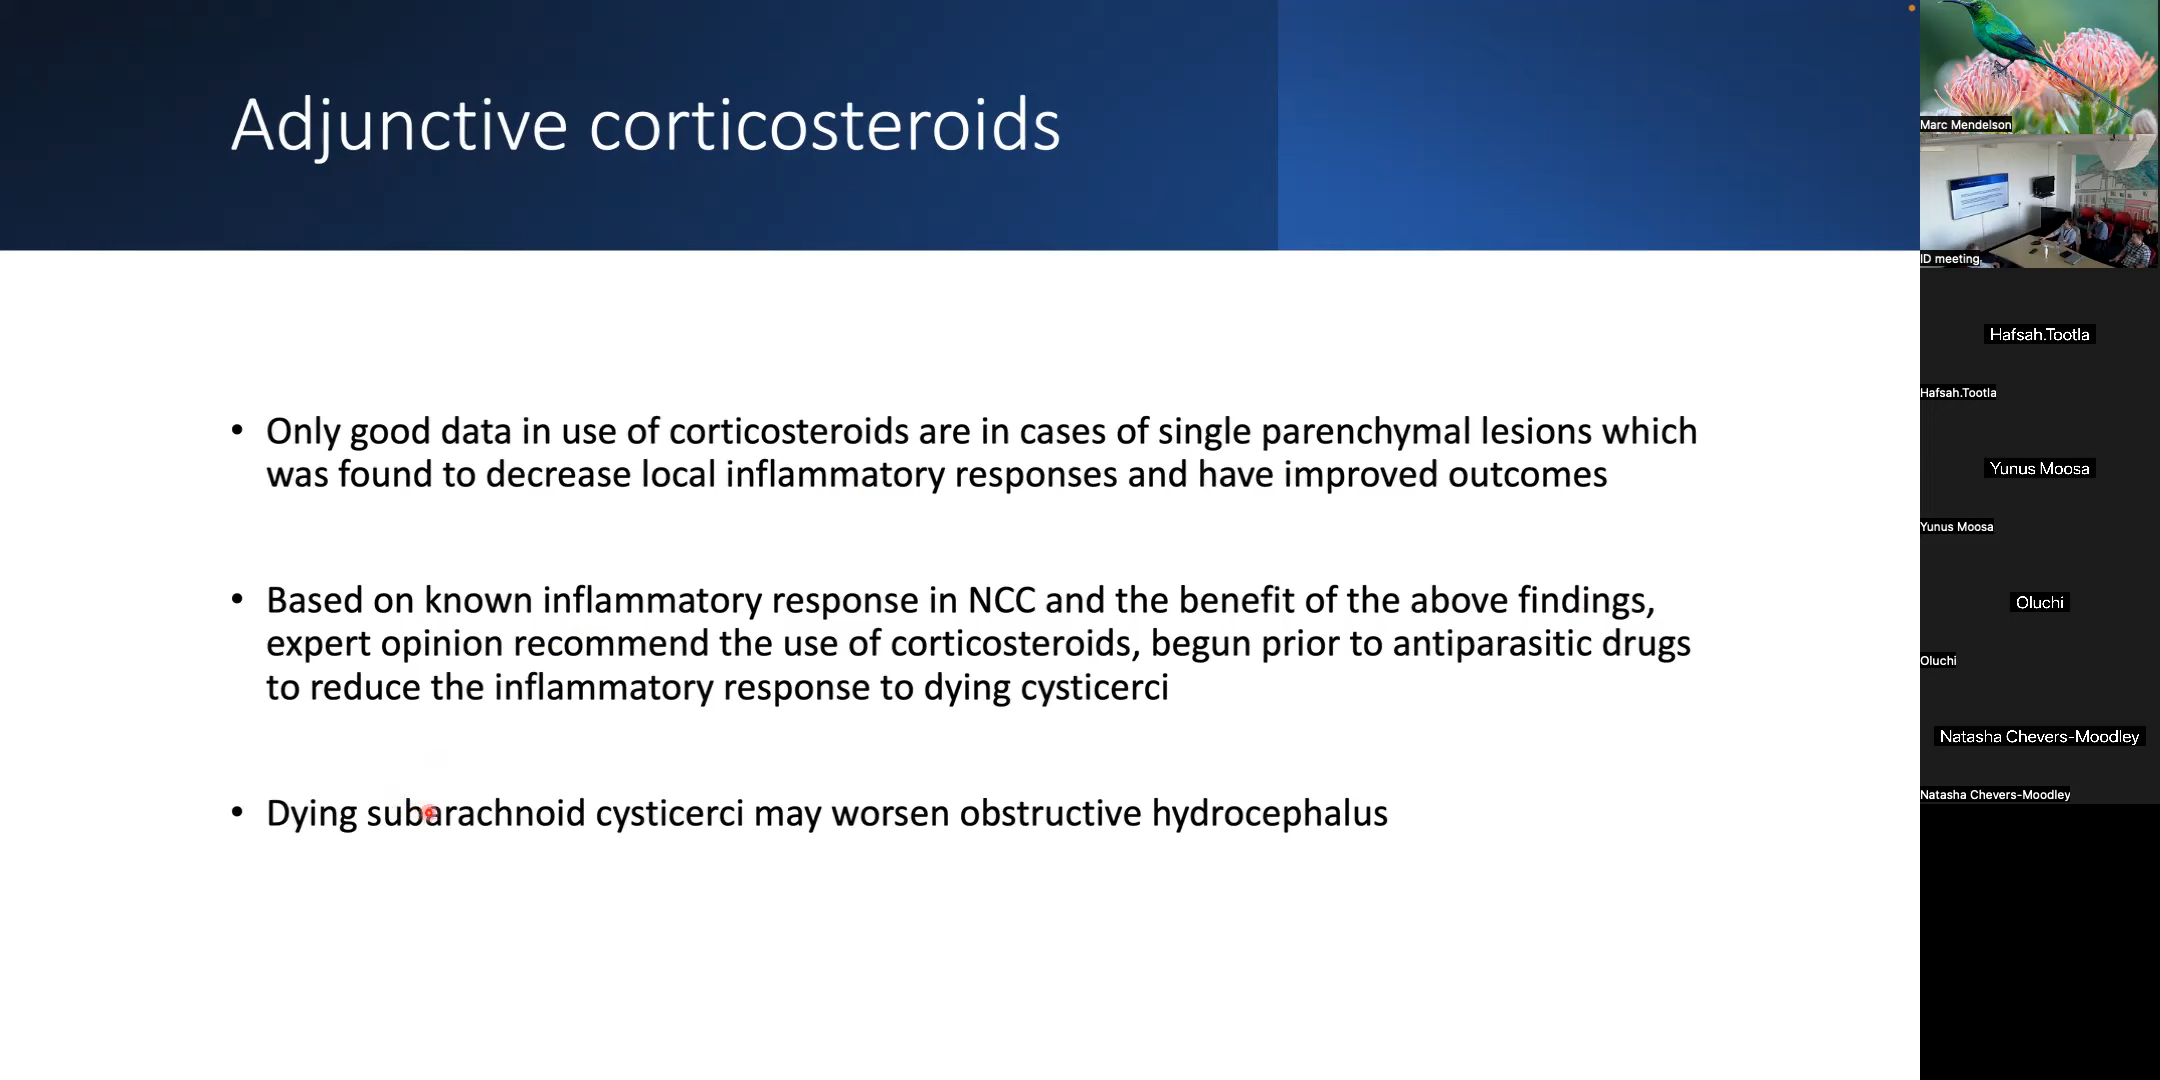 Adjunctive corticosteroids
• Only good data in use of corticosteroids are in cases of single parenchymal lesions which
was found to decrease local inflammatory responses and have improved outcomes
• Based on known inflammatory response in NCC and the benefit of the above findings,
expert opinion recommend the use of corticosteroids, begun prior to antiparasitic drugs
to reduce the inflammatory response to dying cysticerci
• Dying subarachnoid cysticerci may worsen obstructive hydrocephalus
Marc Mendelson
ID meeting
Hafsah.Tootla
Hafsah.Tootla
Yunus Moosa
Yunus Moosa
Oluchi
Oluchi
Natasha Chevers-Moodley
Natasha Chevers-Moodley